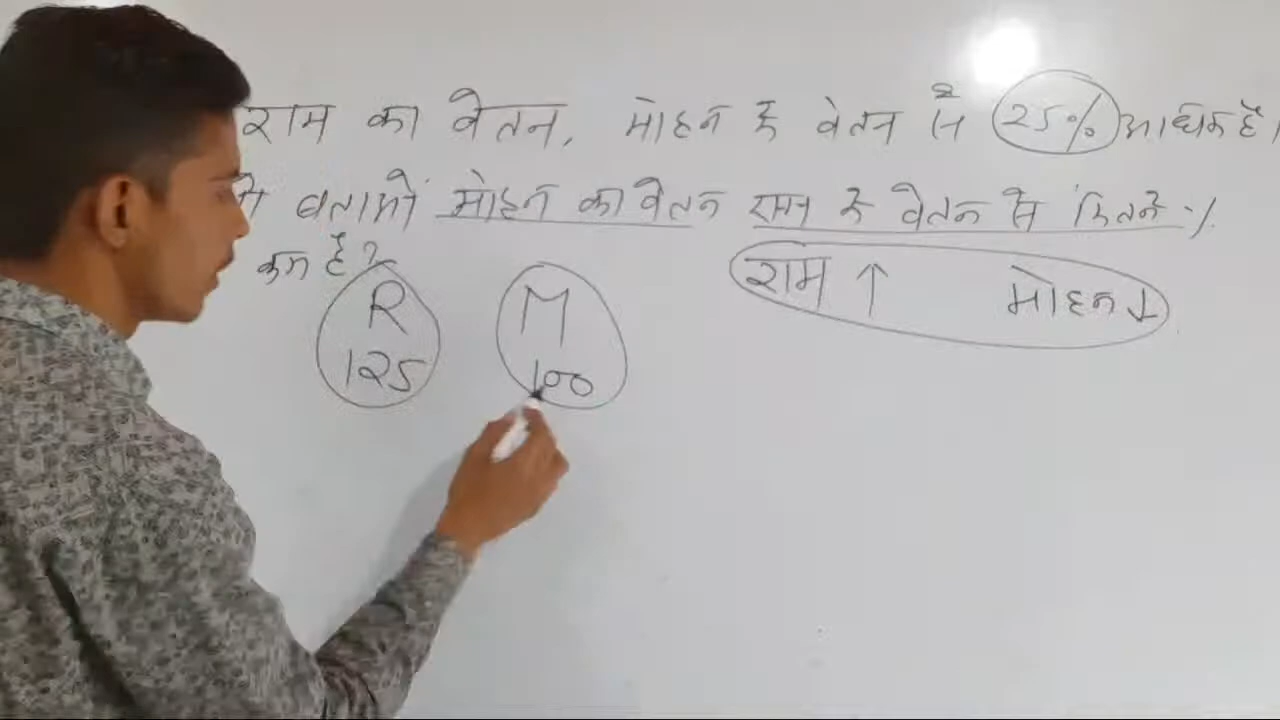 राम का वेतन, मोहन के वेतन से 25% अधिक है।
बताओ मोहन का वेतन राम के वेतन से कितने %
कम है?
राम ↑ मोहन ↓
R M
125 100